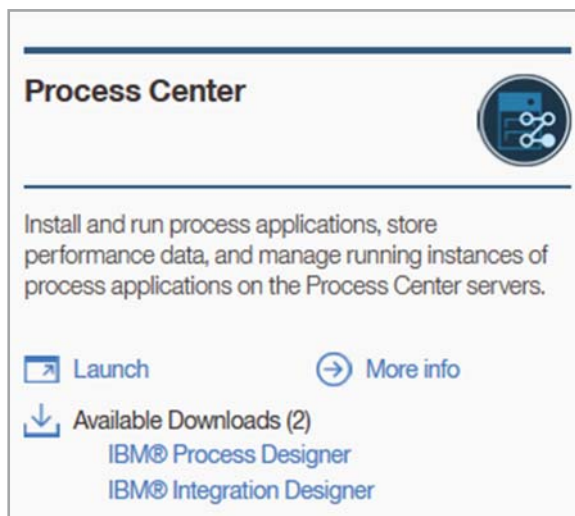 Process Center
Install and run process applications, store
performance data, and manage running instances of
process applications on the Process Center servers.
Launch
More info
Available Downloads (2)
IBM® Process Designer
IBM® Integration Designer